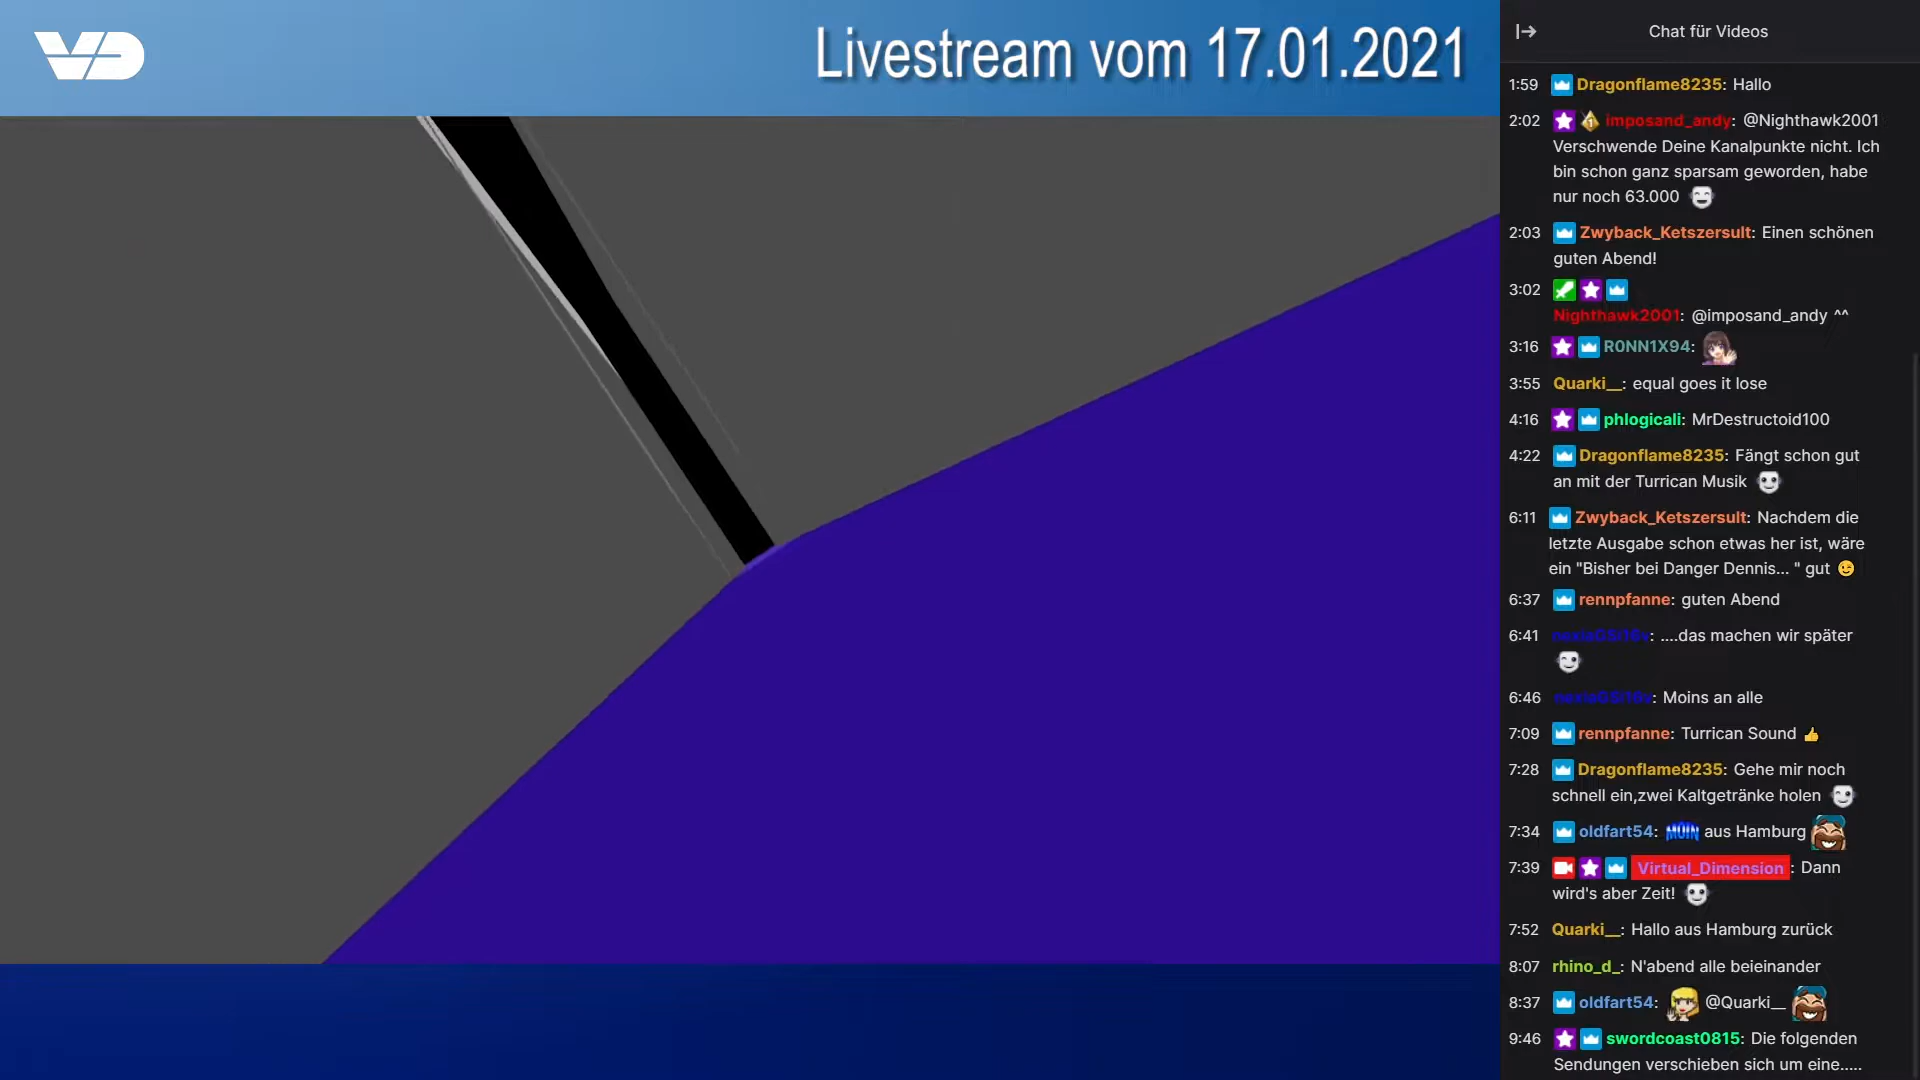 VD
Livestream vom 17.01.2021
Chat für Videos
1:59 Dragonflame8235: Hallo
2:02 imposand_andy: @Nighthawk2001
Verschwende Deine Kanalpunkte nicht. Ich
bin schon ganz sparsam geworden, habe
nur noch 63.000
2:03 Zwyback_Ketszersult: Einen schönen
guten Abend!
3:02
Nighthawk2001: @imposand_andy ^^
3:16 R0NN1X94:
3:55 Quarki__: equal goes it lose
4:16 phlogicali: MrDestructoid100
4:22 Dragonflame8235: Fängt schon gut
an mit der Turrican Musik
6:11 Zwyback_Ketszersult: Nachdem die
letzte Ausgabe schon etwas her ist, wäre
ein "Bisher bei Danger Dennis... " gut 😉
6:37 rennpfanne: guten Abend
6:41 : ....das machen wir später
6:46 : Moins an alle
7:09 rennpfanne: Turrican Sound 👍
7:28 Dragonflame8235: Gehe mir noch
schnell ein,zwei Kaltgetränke holen
7:34 oldfart54: MOIN aus Hamburg
7:39 Virtual_Dimension: Dann
wird's aber Zeit!
7:52 Quarki__: Hallo aus Hamburg zurück
8:07 rhino_d_: N'abend alle beieinander
8:37 oldfart54: @Quarki__
9:46 swordcoast0815: Die folgenden
Sendungen verschieben sich um eine.....